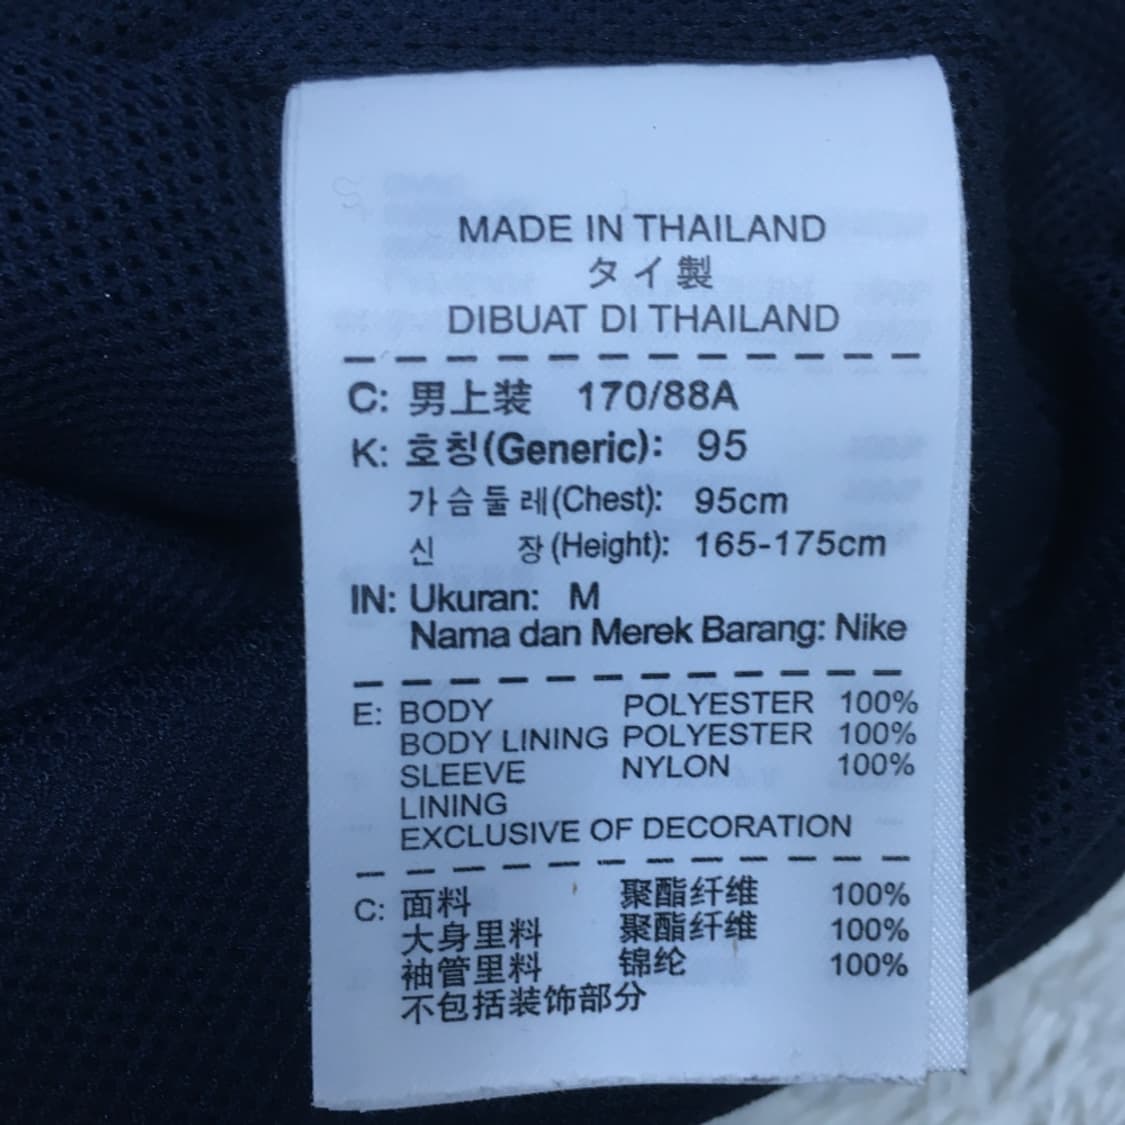 MADE IN THAILAND
タイ製
DIBUAT DI THAILAND
C: 男上装 170/88A
K: 호칭(Generic): 95
가슴둘레(Chest): 95cm
신 장(Height): 165-175cm
IN: Ukuran: M
Nama dan Merek Barang: Nike
E: BODY POLYESTER 100%
BODY LINING POLYESTER 100%
SLEEVE NYLON 100%
LINING
EXCLUSIVE OF DECORATION
C: 面料 聚酯纤维 100%
大身里料 聚酯纤维 100%
袖管里料 锦纶 100%
不包括装饰部分